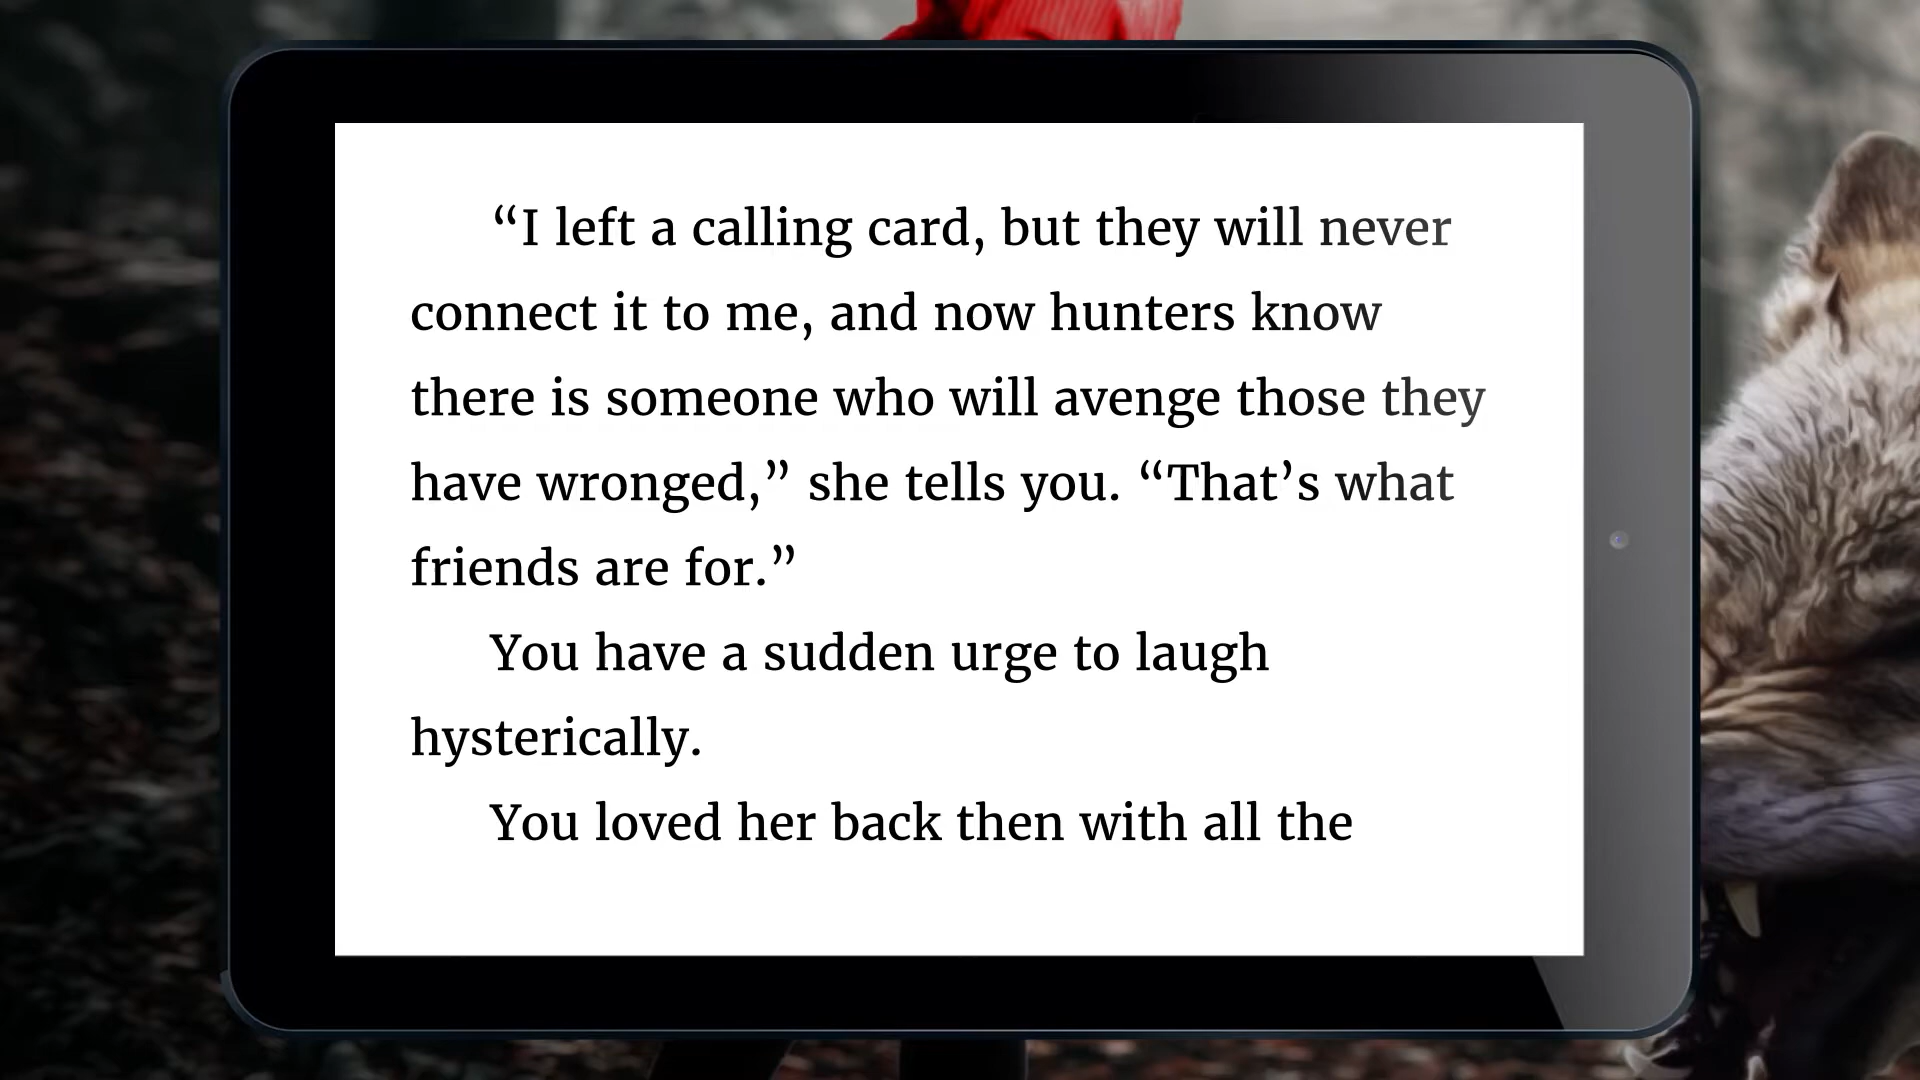 “I left a calling card, but they will never
connect it to me, and now hunters know
there is someone who will avenge those they
have wronged,” she tells you. “That’s what
friends are for.”
You have a sudden urge to laugh
hysterically.
You loved her back then with all the